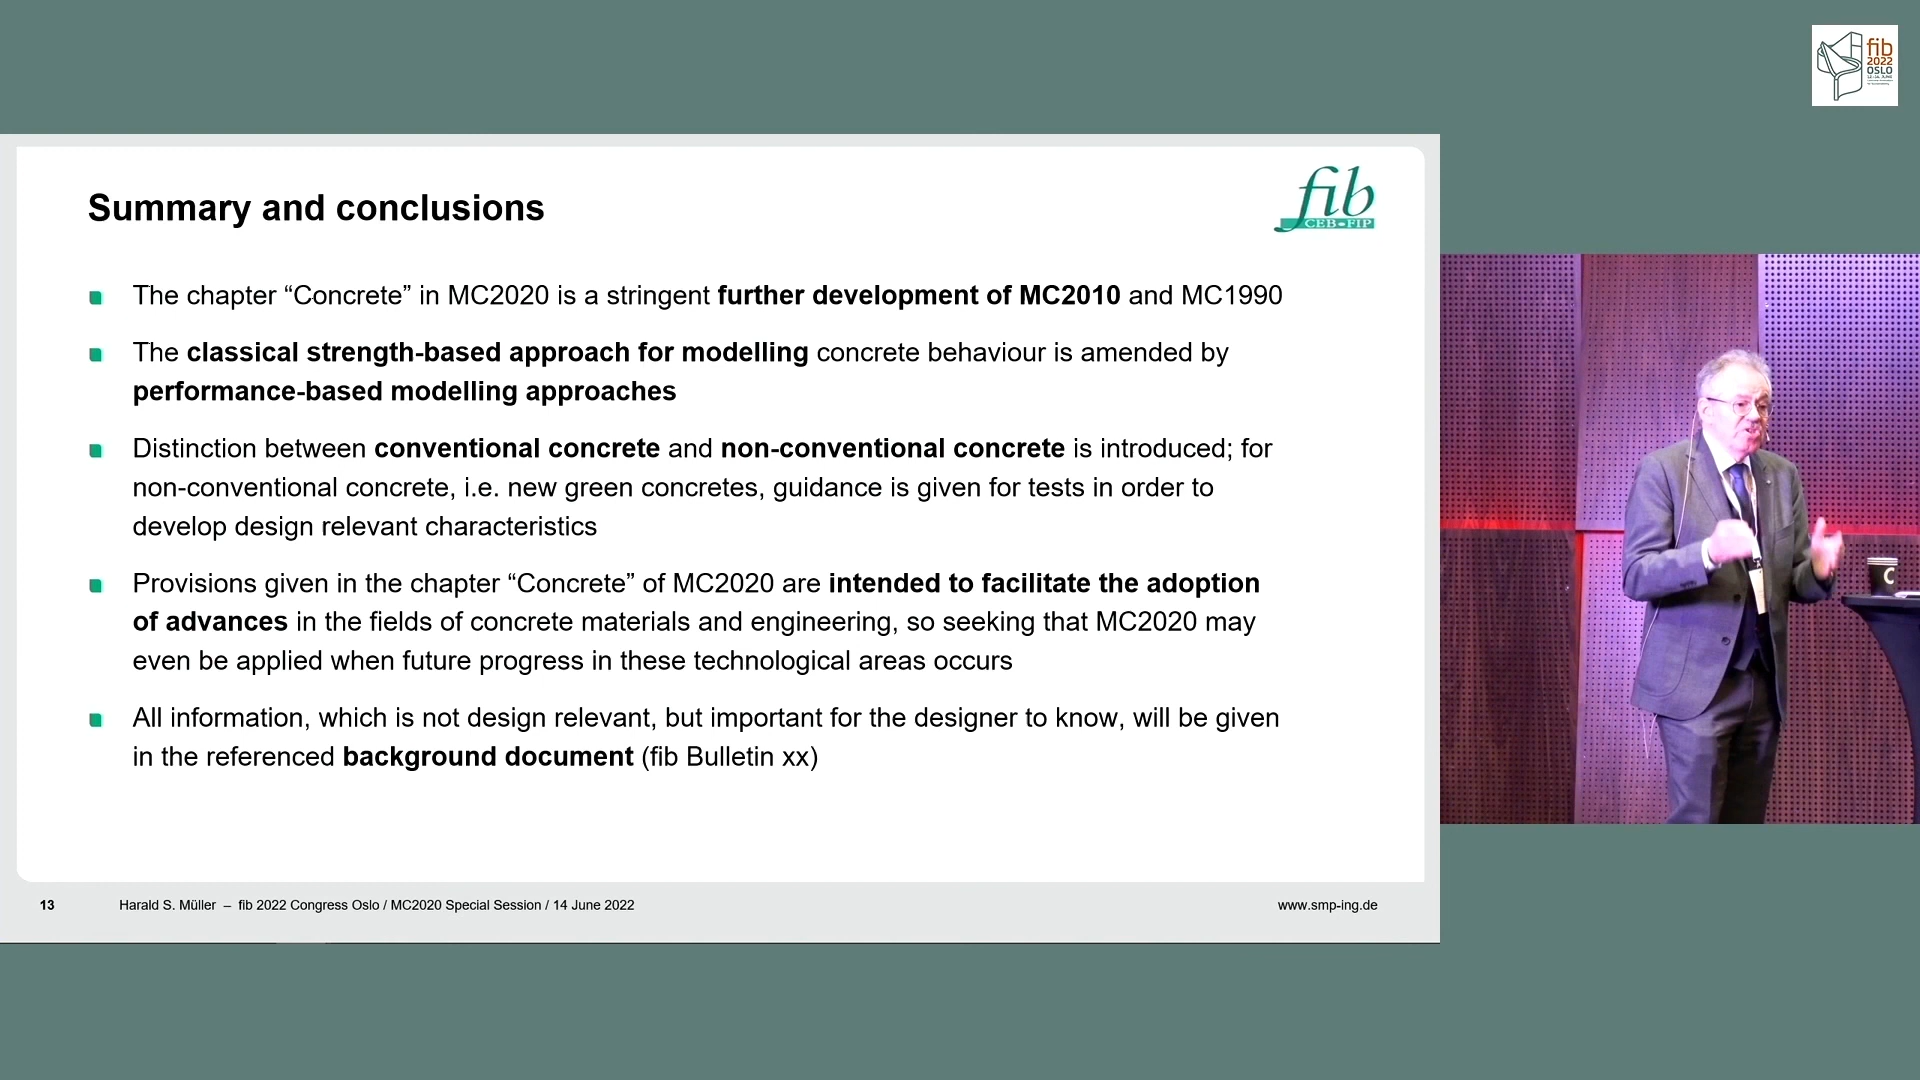 fib
2022
OSLO
Summary and conclusions
fib
CEB-FIP
The chapter “Concrete” in MC2020 is a stringent further development of MC2010 and MC1990
The classical strength-based approach for modelling concrete behaviour is amended by
performance-based modelling approaches
Distinction between conventional concrete and non-conventional concrete is introduced; for
non-conventional concrete, i.e. new green concretes, guidance is given for tests in order to
develop design relevant characteristics
Provisions given in the chapter “Concrete” of MC2020 are intended to facilitate the adoption
of advances in the fields of concrete materials and engineering, so seeking that MC2020 may
even be applied when future progress in these technological areas occurs
All information, which is not design relevant, but important for the designer to know, will be given
in the referenced background document (fib Bulletin xx)
13
Harald S. Müller – fib 2022 Congress Oslo / MC2020 Special Session / 14 June 2022
www.smp-ing.de